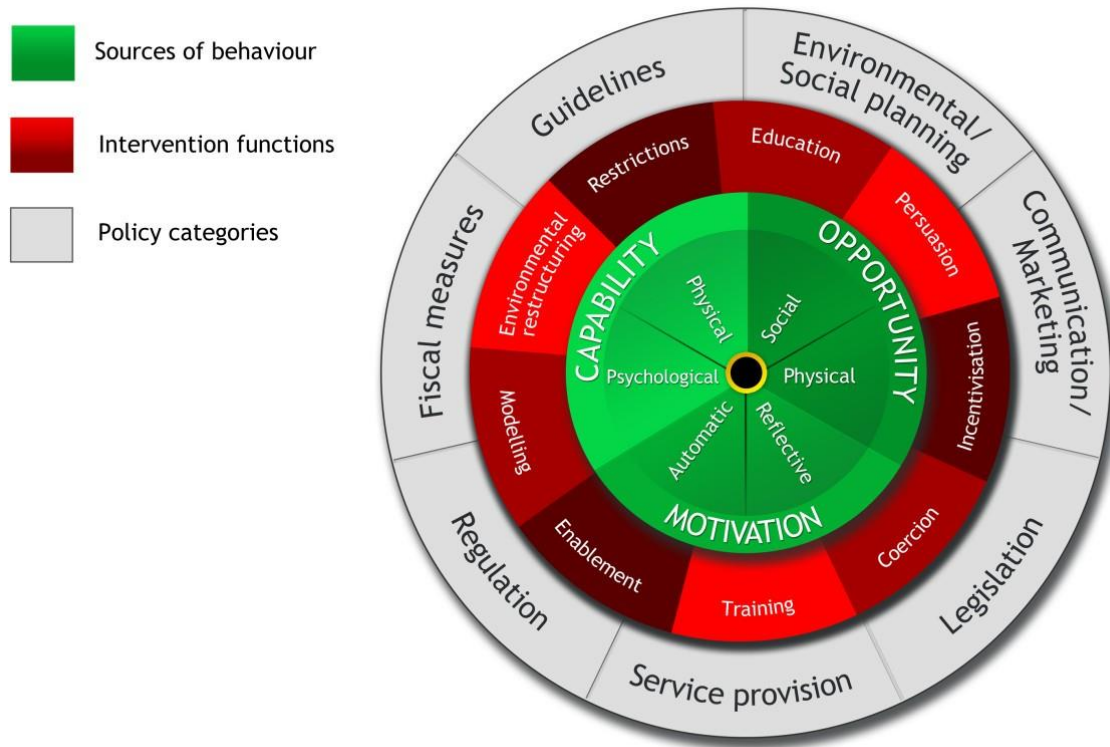 Sources of behaviour
Intervention functions
Policy categories
Guidelines
Environmental/
Social planning
Communication/
Marketing
Legislation
Service provision
Regulation
Fiscal measures
Restrictions
Education
Persuasion
Incentivisation
Coercion
Training
Enablement
Modelling
Environmental
restructuring
CAPABILITY
OPPORTUNITY
MOTIVATION
Physical
Social
Physical
Reflective
Automatic
Psychological